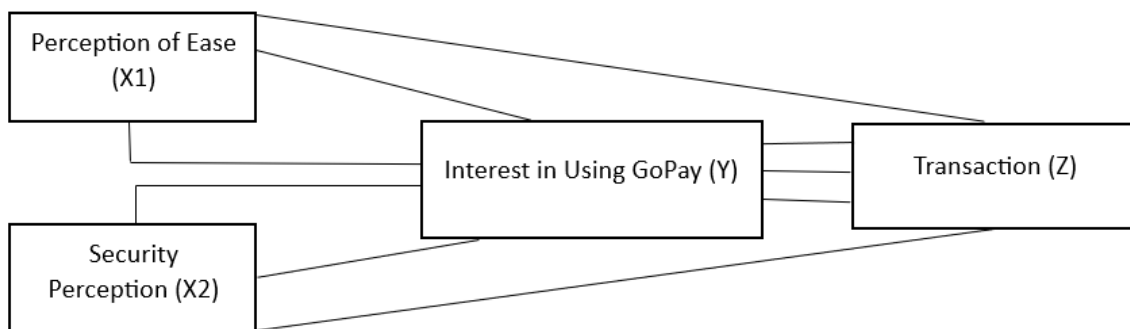 Perception of Ease
(X1)
Interest in Using GoPay (Y)
Transaction (Z)
Security
Perception (X2)